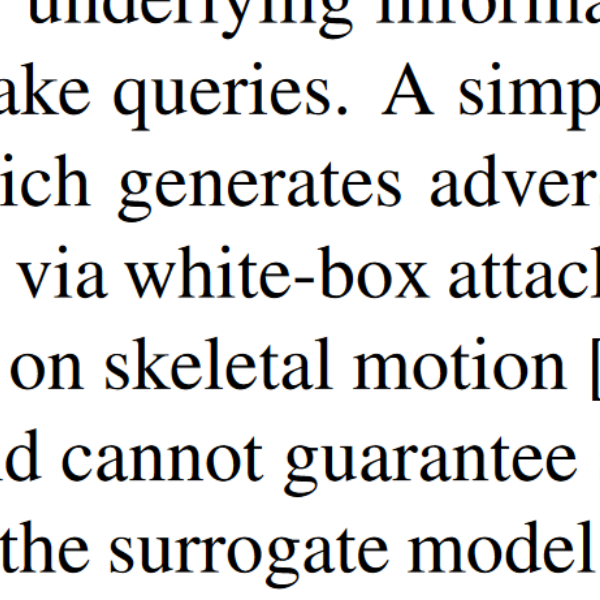 underlying informa
ake queries. A simp
ich generates adver
via white-box attack
on skeletal motion [
d cannot guarantee
the surrogate model